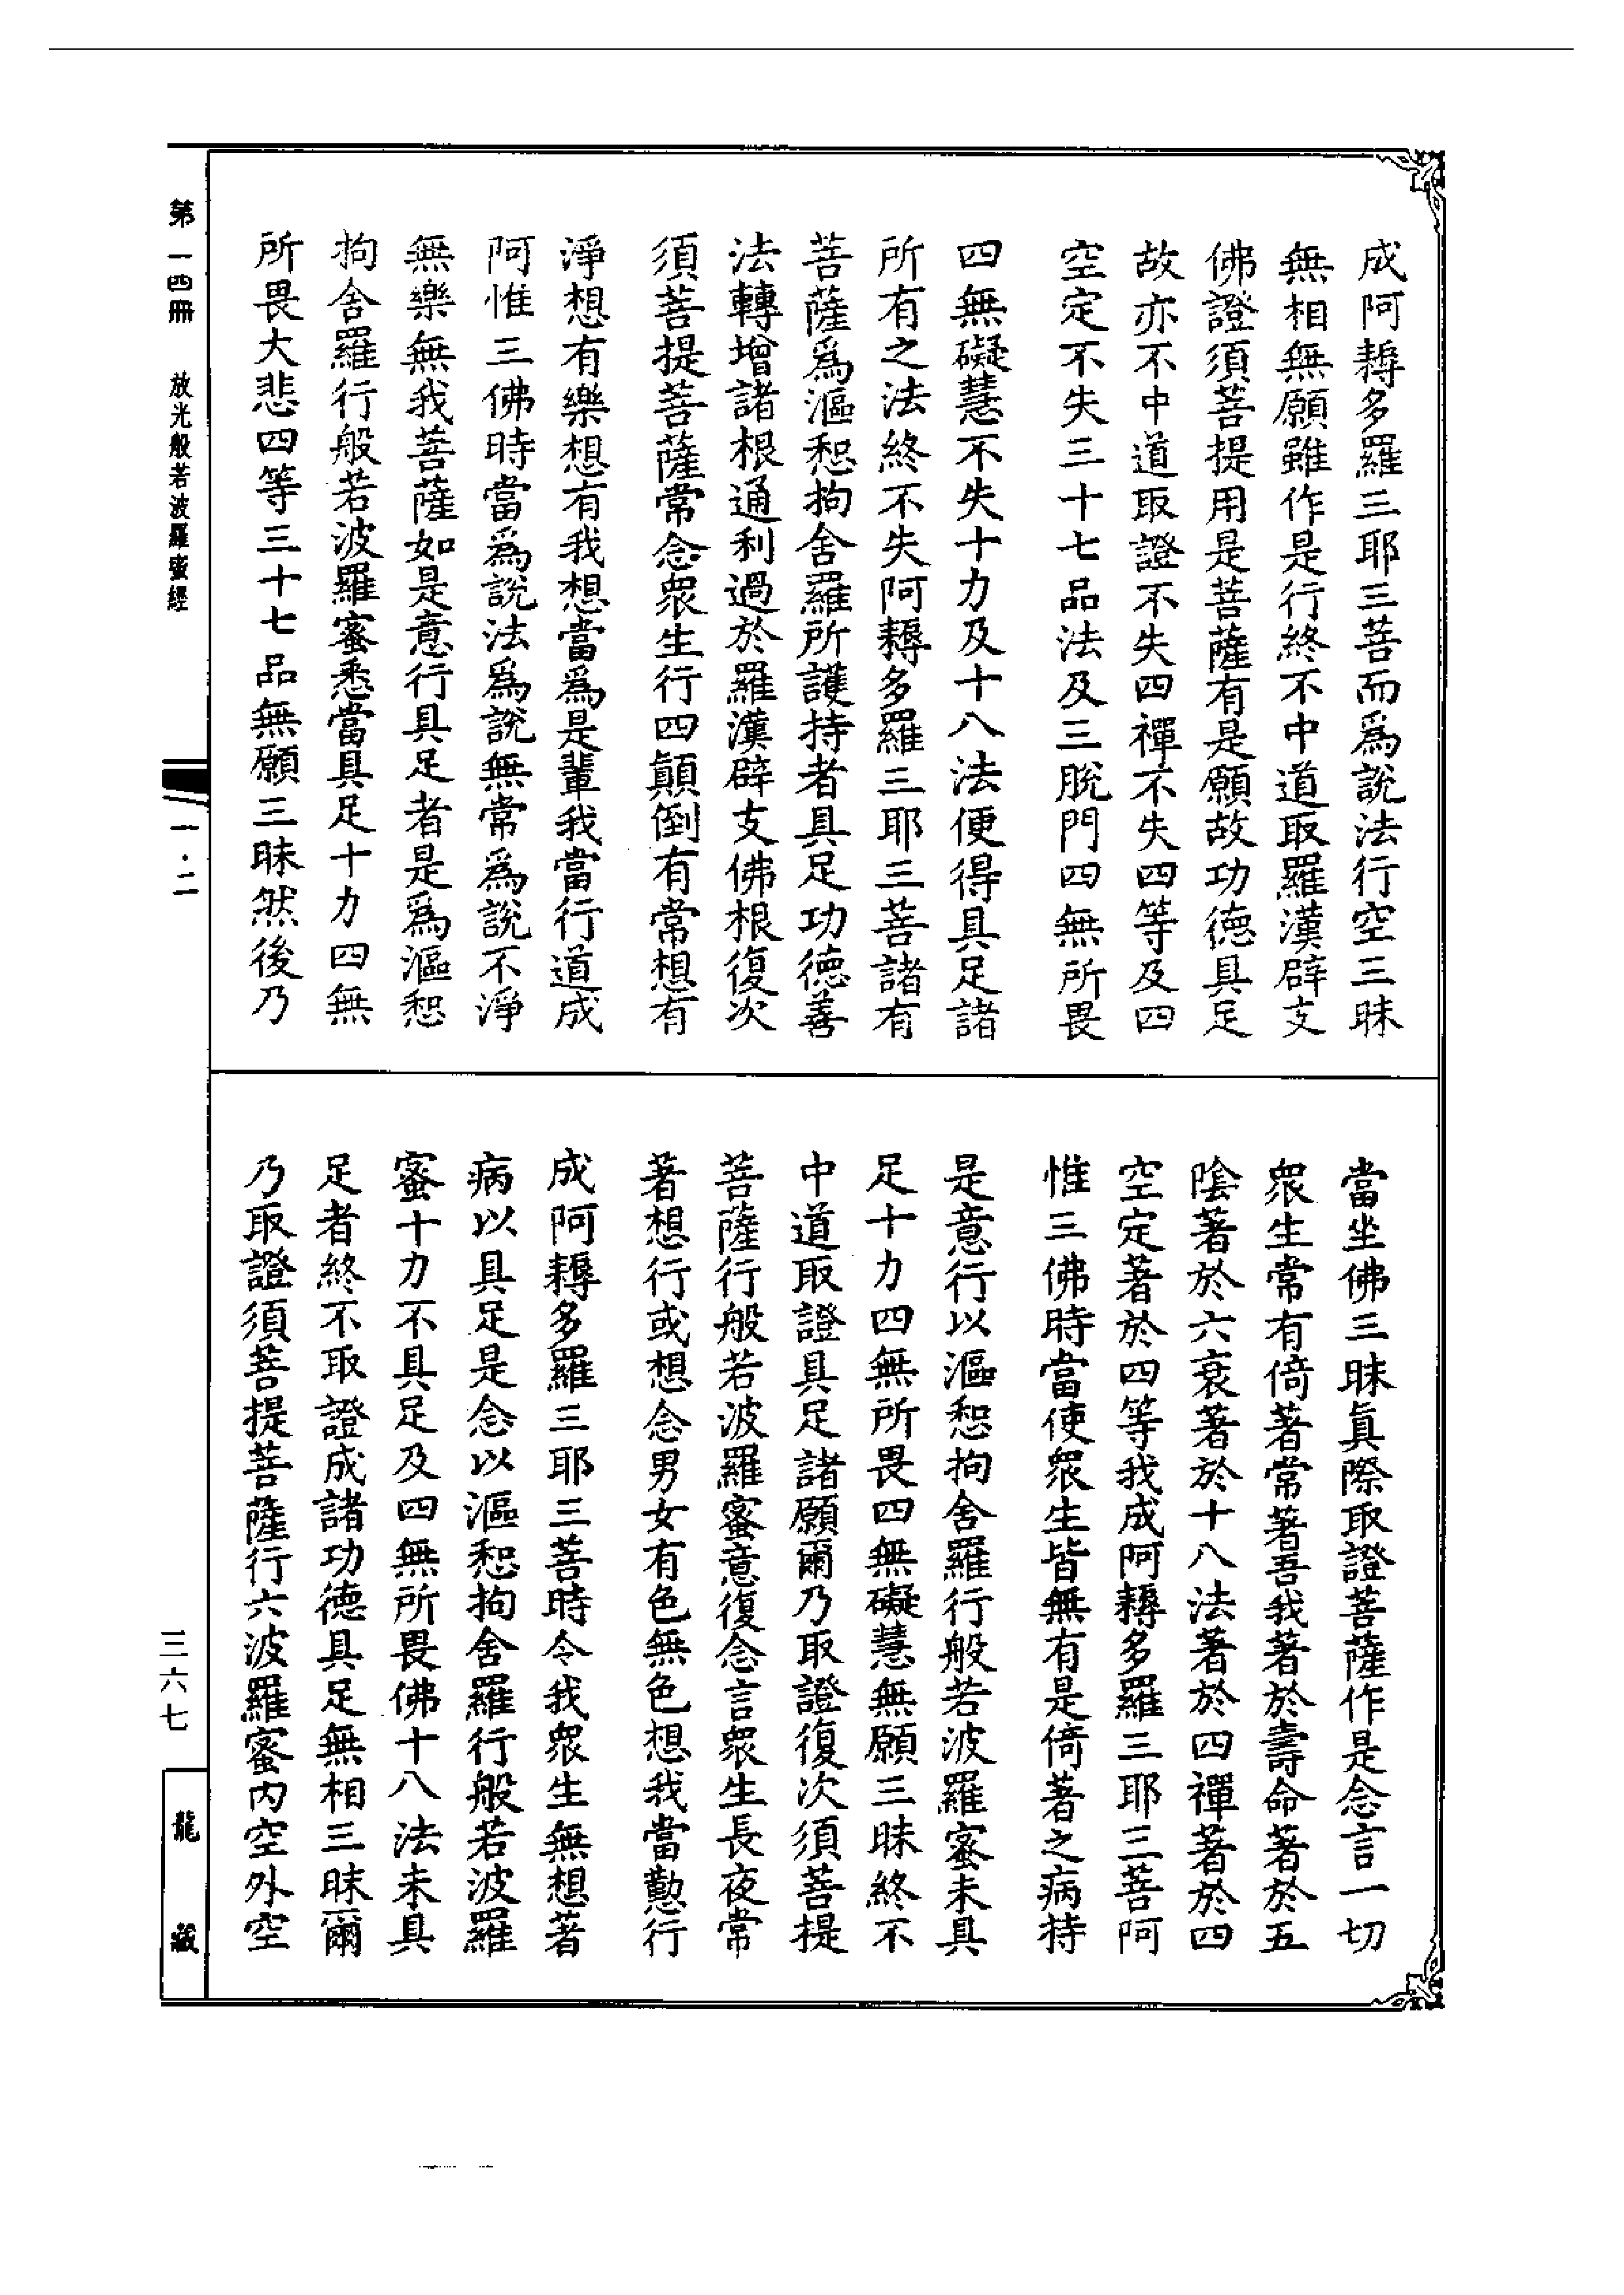 成阿耨多羅三耶三菩而爲說法行空三昧
無相無願雖作是行終不中道取羅漢辟支
佛證須菩提用是菩薩有是願故功德具足
故亦不中道取證不失四禪不失四等及四
空定不失三十七品法及三脫門四無所畏
四無礙慧不失十力及十八法便得具足諸
所有之法終不失阿耨多羅三耶三菩諸有
菩薩爲漚惒拘舍羅所護持者具足功德善
法轉增諸根通利過於羅漢辟支佛根復次
須菩提菩薩常念衆生行四顛倒有常想有
淨想有樂想有我想當爲是輩我當行道成
阿惟三佛時當爲說法爲說無常爲說不淨
無樂無我菩薩如是意行具足者是爲漚惒
拘舍羅行般若波羅蜜悉當具足十力四無
所畏大悲四等三十七品無願三昧然後乃
當坐佛三昧眞際取證菩薩作是念言一切
衆生常有倚著常著吾我著於壽命著於五
陰著於六衰著於十八法著於四禪著於四
空定著於四等我成阿耨多羅三耶三菩阿
惟三佛時當使衆生皆無有是倚著之病持
是意行以漚惒拘舍羅行般若波羅蜜未具
足十力四無所畏四無礙慧無願三昧終不
中道取證具足諸願爾乃取證復次須菩提
菩薩行般若波羅蜜意復念言衆生長夜常
著想行或想念男女有色無色想我當勤行
成阿耨多羅三耶三菩時令我衆生無想著
病以具足是念以漚惒拘舍羅行般若波羅
蜜十力不具足及四無所畏佛十八法未具
足者終不取證成諸功德具足無相三昧爾
乃取證須菩提菩薩行六波羅蜜內空外空
第一四冊 放光般若波羅蜜經
一·二
三六七
龍藏